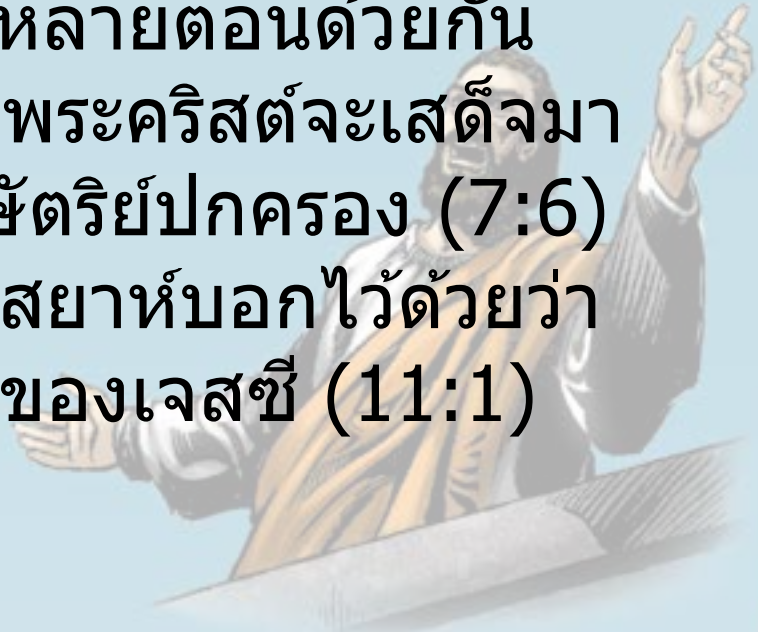 หลายตอนด้วยกัน
พระคริสต์จะเสด็จมา
ษัตริย์ปกครอง (7:6)
สยาห์บอกไว้ด้วยว่า
ของเจสซี (11:1)